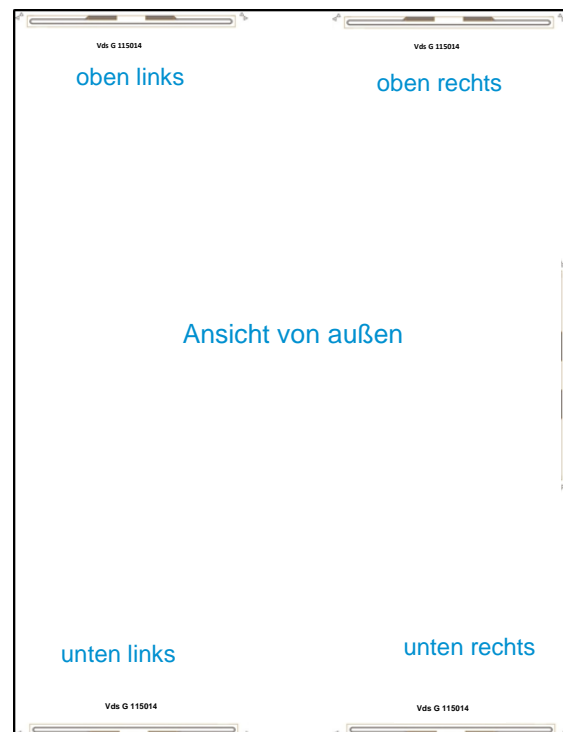 Vds G 115014
Vds G 115014
oben links
oben rechts
Ansicht von außen
unten links
unten rechts
Vds G 115014
Vds G 115014